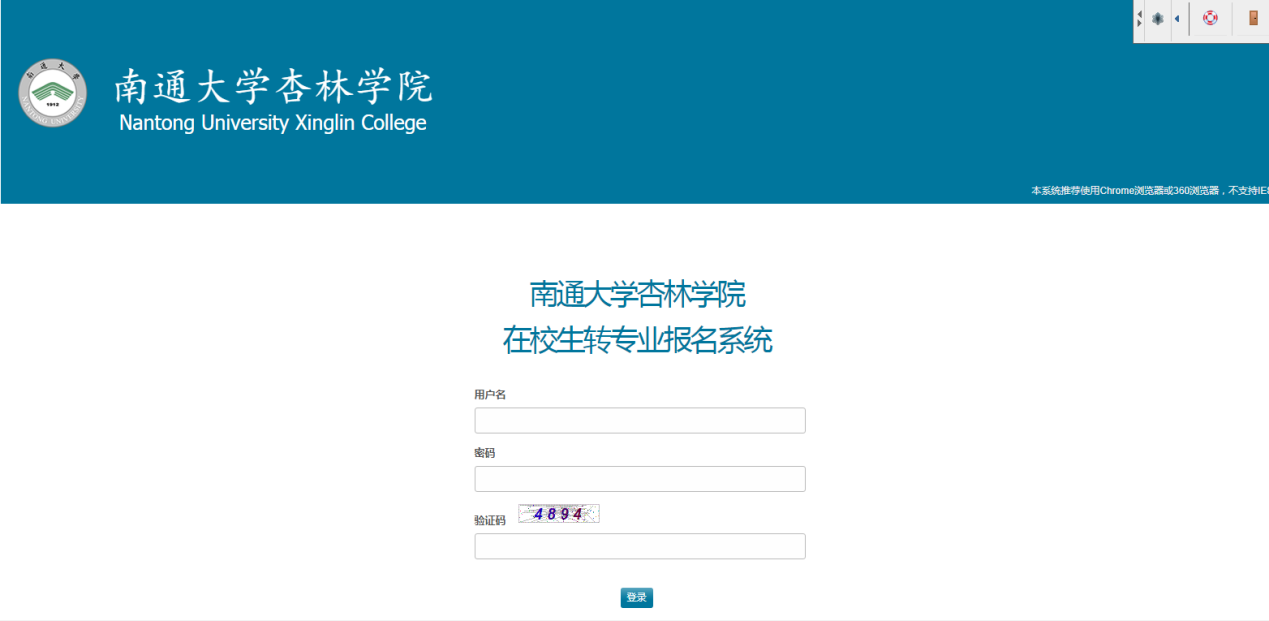 南通大学杏林学院
Nantong University Xinglin College
本系统推荐使用Chrome浏览器或360浏览器，不支持IE8
南通大学杏林学院
在校生转专业报名系统
用户名
密码
验证码 4894
登录